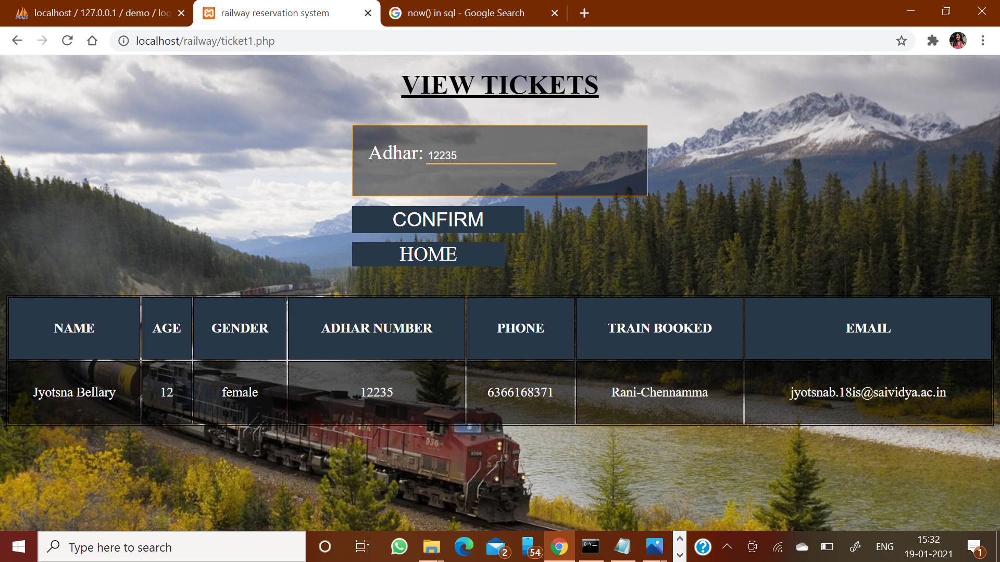 localhost / 127.0.0.1 / demo / log
railway reservation system
now() in sql - Google Search
localhost/railway/ticket1.php
VIEW TICKETS
Adhar: 12235
CONFIRM
HOME
NAME AGE GENDER ADHAR NUMBER PHONE TRAIN BOOKED EMAIL
Jyotsna Bellary 12 female 12235 6366168371 Rani-Chennamma jyotsnab.18is@saividya.ac.in
936
Type here to search
2
54
ENG
15:32
19-01-2021
1